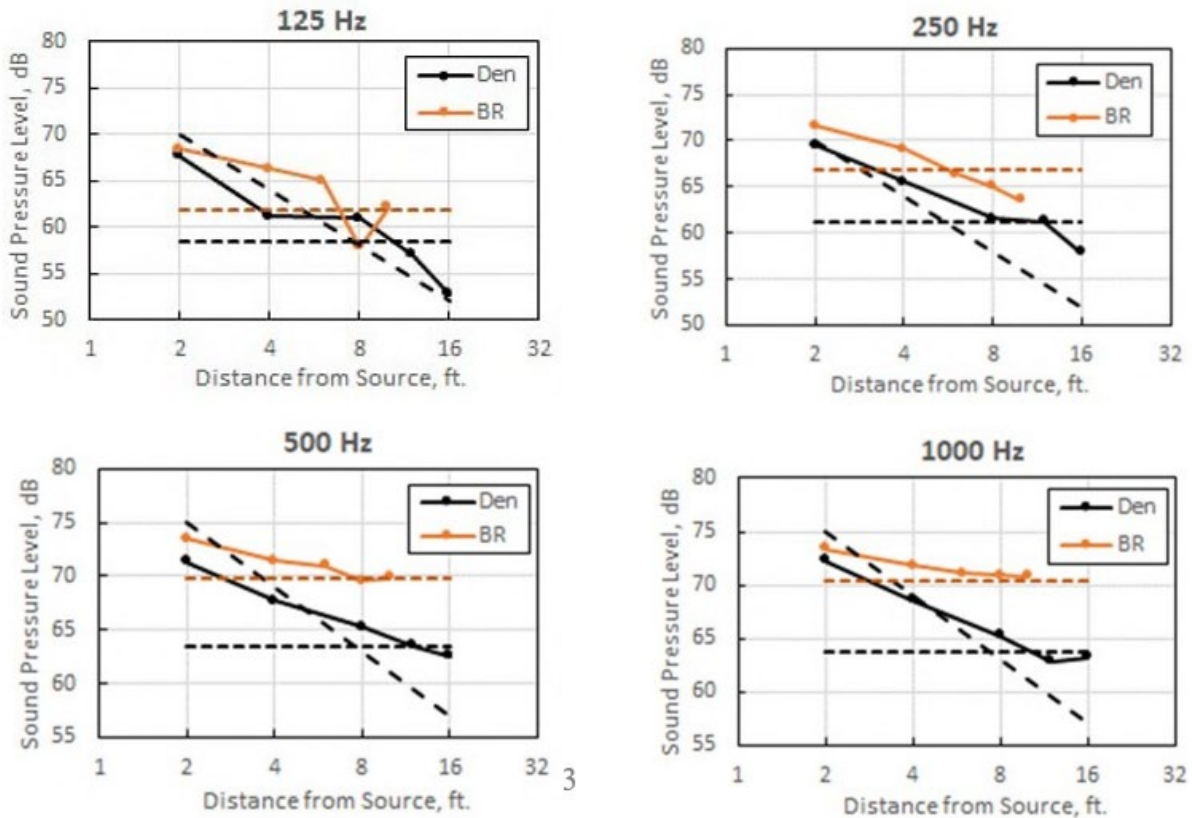 125 Hz
Sound Pressure Level, dB
80
75
70
65
60
55
50
Den
BR
1
2
4
8
16
32
Distance from Source, ft.
250 Hz
Sound Pressure Level, dB
80
75
70
65
60
55
50
Den
BR
1
2
4
8
16
32
Distance from Source, ft.
500 Hz
Sound Pressure Level, dB
80
75
70
65
60
55
Den
BR
1
2
4
8
16
32
Distance from Source, ft.
3
1000 Hz
Sound Pressure Level, dB
80
75
70
65
60
55
Den
BR
1
2
4
8
16
32
Distance from Source, ft.